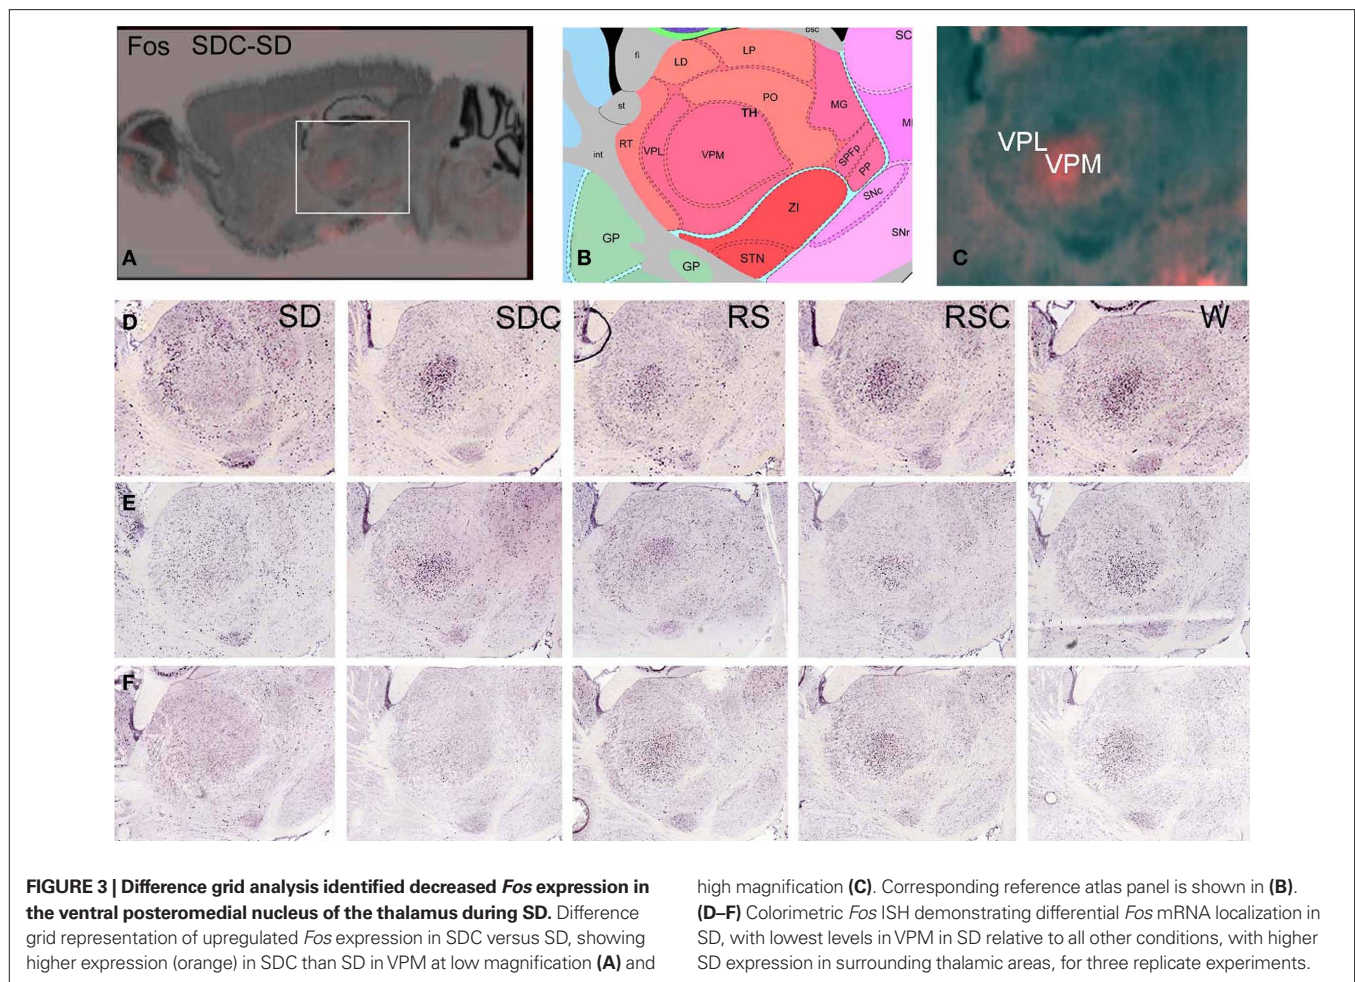 Fos SDC-SD
A
fi
st
int
LD
LP
bsc
SC
PO
TH
MG
RT
VPL
VPM
SPFp
PP
SNc
SNr
ZI
STN
GP
GP
B
VPL
VPM
C
D
SD
SDC
RS
RSC
W
E
F
FIGURE 3 | Difference grid analysis identified decreased Fos expression in
the ventral posteromedial nucleus of the thalamus during SD. Difference
grid representation of upregulated Fos expression in SDC versus SD, showing
higher expression (orange) in SDC than SD in VPM at low magnification (A) and
high magnification (C). Corresponding reference atlas panel is shown in (B).
(D–F) Colorimetric Fos ISH demonstrating differential Fos mRNA localization in
SD, with lowest levels in VPM in SD relative to all other conditions, with higher
SD expression in surrounding thalamic areas, for three replicate experiments.